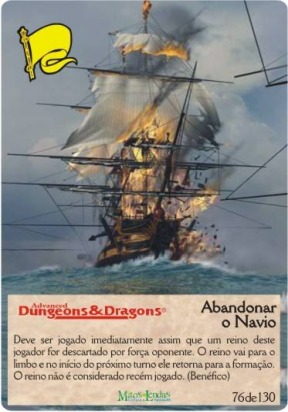 Advanced
Dungeons & Dragons®
Abandonar
o Navio
Deve ser jogado imediatamente assim que um reino deste
jogador for descartado por força oponente. O reino vai para o
limbo e no início do próximo turno ele retorna para a formação.
O reino não é considerado recém jogado. (Benéfico)
Mitos & Lendas
76 de 130